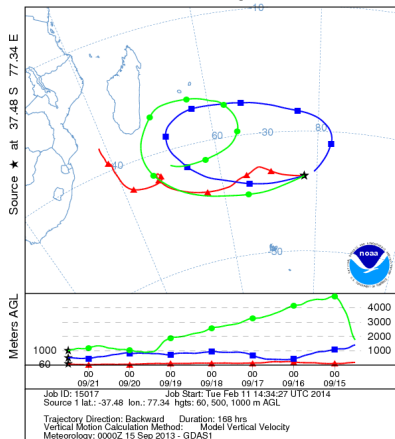 -10
Source ★ at 37.48 S 77.34 E
60
-30
80
40
-50
noaa
Meters AGL
4000
3000
2000
1000
1000
60
00 00 00 00 00 00 00
09/21 09/20 09/19 09/18 09/17 09/16 09/15
Job ID: 15017 Job Start: Tue Feb 11 14:34:27 UTC 2014
Source 1 lat.: -37.48 lon.: 77.34 hgts: 60, 500, 1000 m AGL
Trajectory Direction: Backward Duration: 168 hrs
Vertical Motion Calculation Method: Model Vertical Velocity
Meteorology: 0000Z 15 Sep 2013 - GDAS1